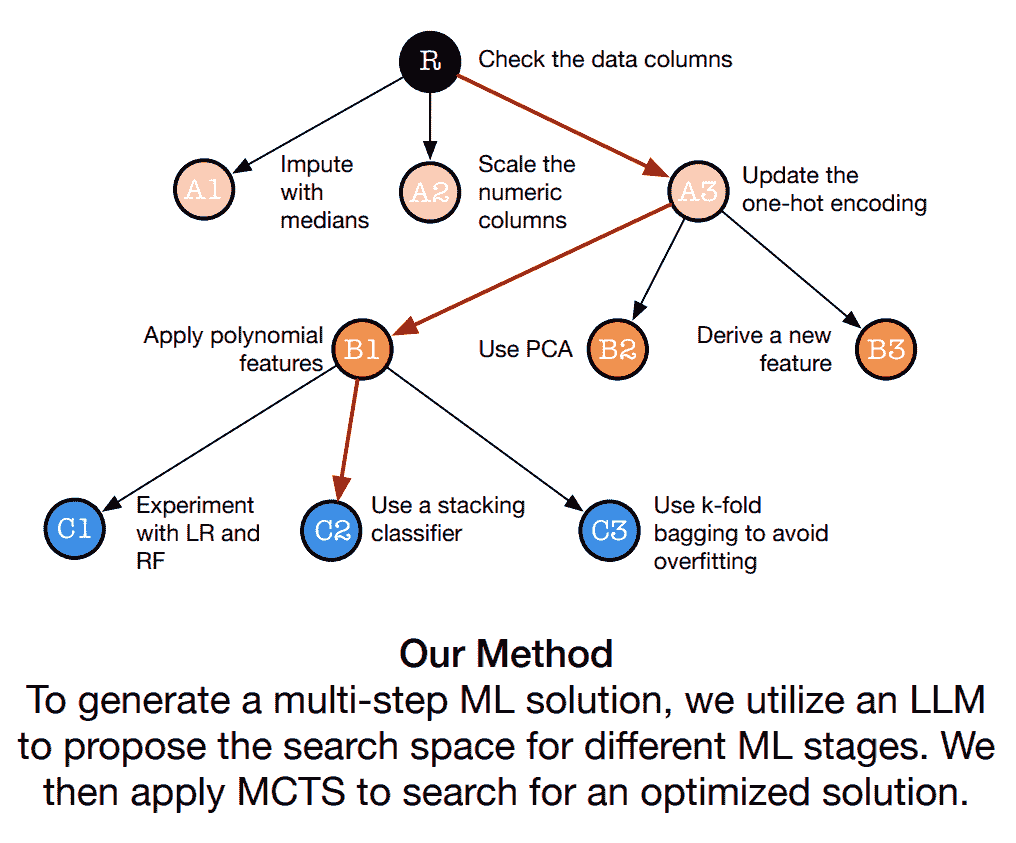 R
Check the data columns
A1
Impute
with
medians
A2
Scale the
numeric
columns
A3
Update the
one-hot encoding
Apply polynomial
features
B1
Use PCA
B2
Derive a new
feature
B3
C1
Experiment
with LR and
RF
C2
Use a stacking
classifier
C3
Use k-fold
bagging to avoid
overfitting
Our Method
To generate a multi-step ML solution, we utilize an LLM
to propose the search space for different ML stages. We
then apply MCTS to search for an optimized solution.